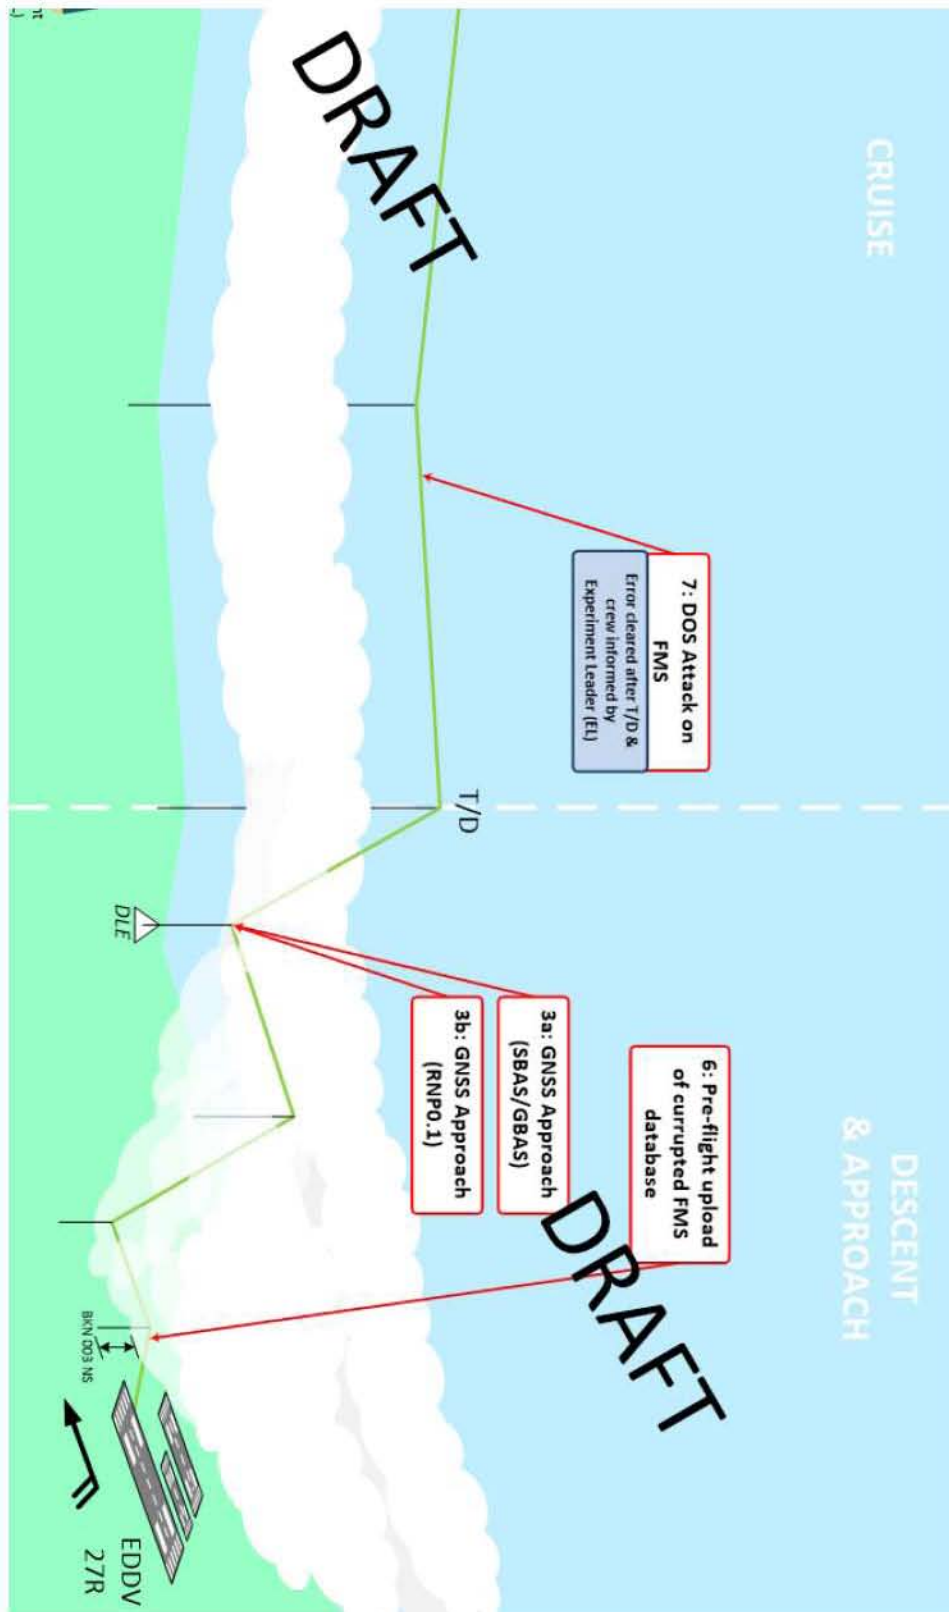 CRUISE
DESCENT
& APPROACH
DRAFT
7: DOS Attack on
FMS
Error cleared after T/D &
crew informed by
Experiment Leader (EL)
T/D
6: Pre-flight upload
of currupted FMS
database
3a: GNSS Approach
(SBAS/GBAS)
3b: GNSS Approach
(RNP0.1)
DRAFT
DLE
BKN 003 NS
EDDV
27R